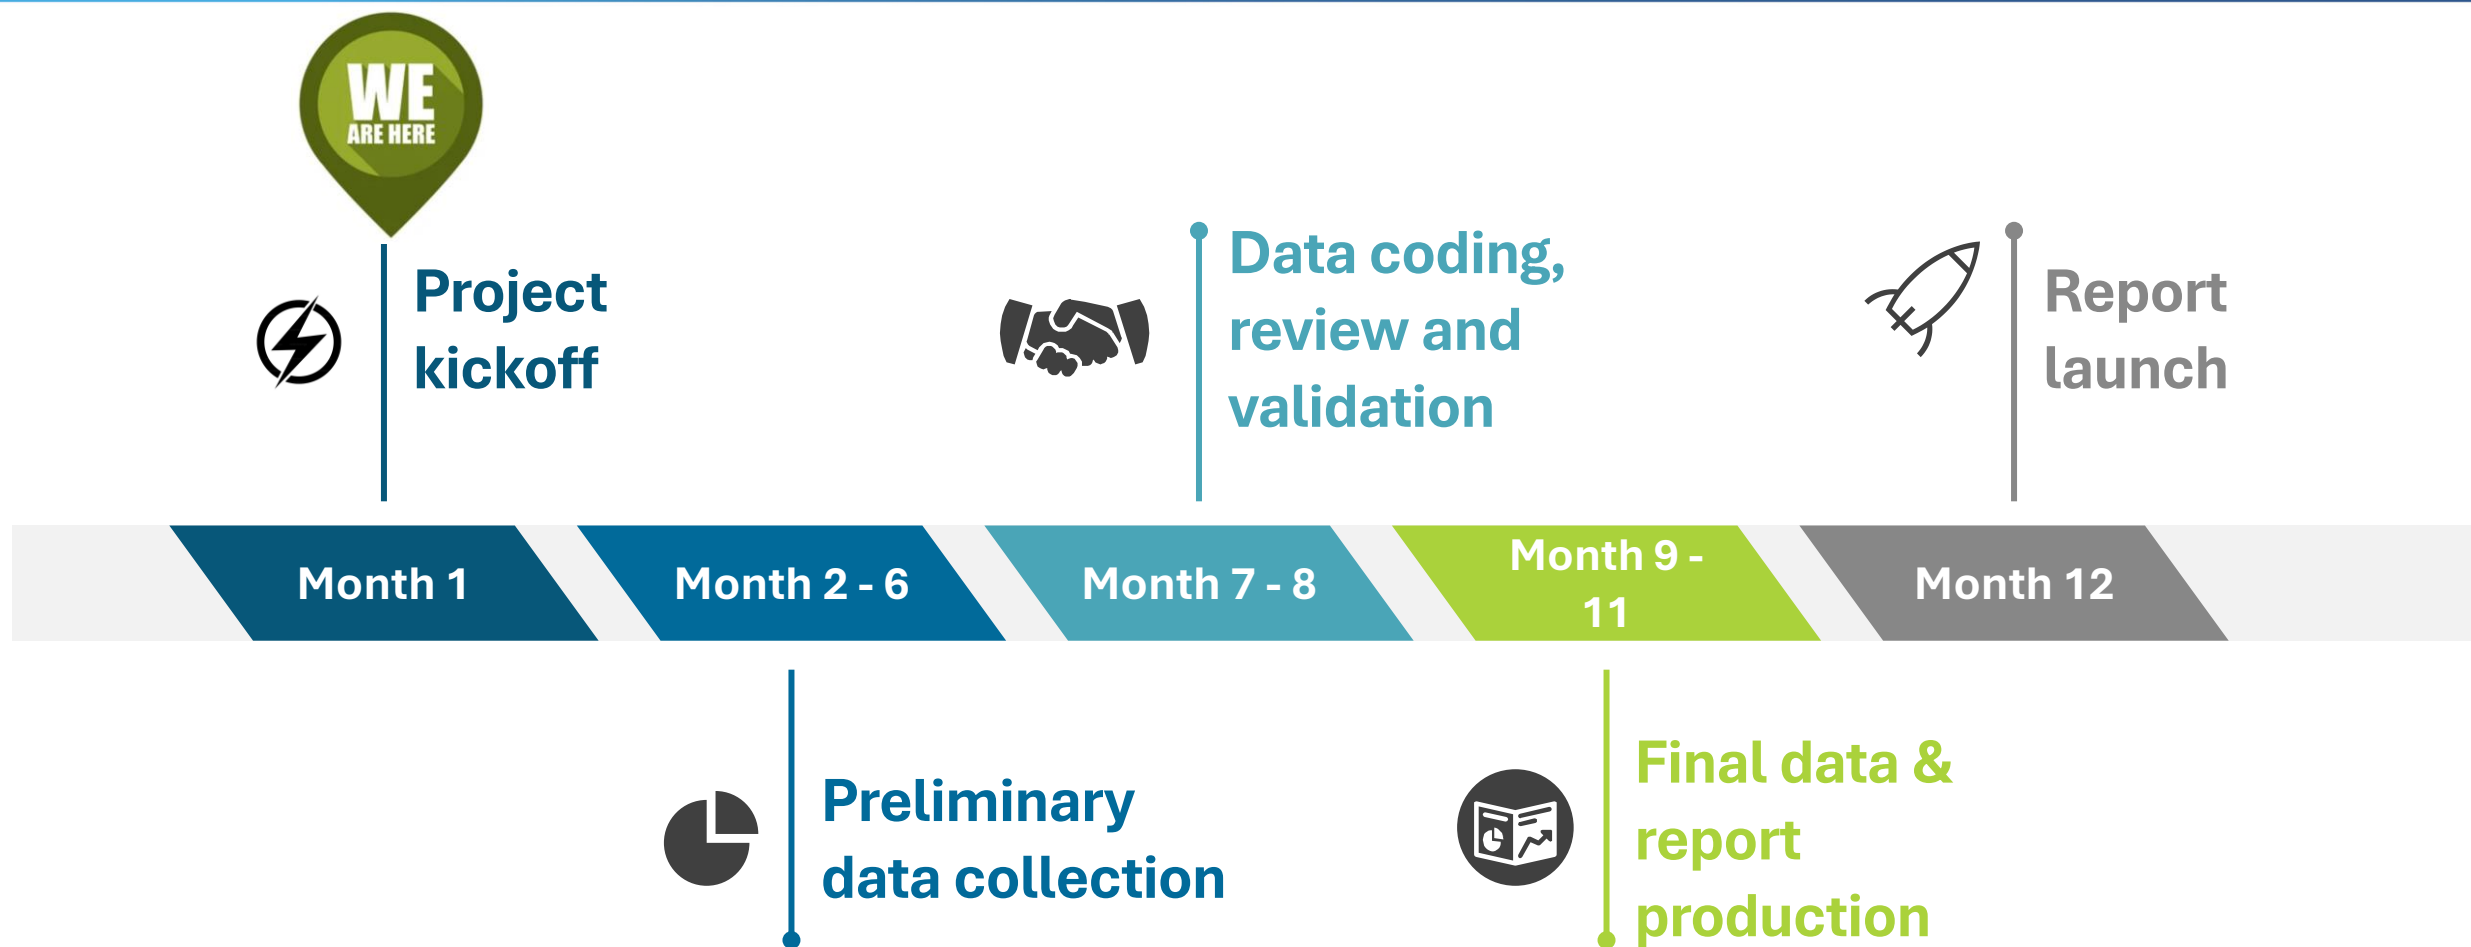 WE
ARE HERE
Project
kickoff
Data coding,
review and
validation
Report
launch
Month 1
Month 2 - 6
Month 7 - 8
Month 9 -
11
Month 12
Preliminary
data collection
Final data &
report
production